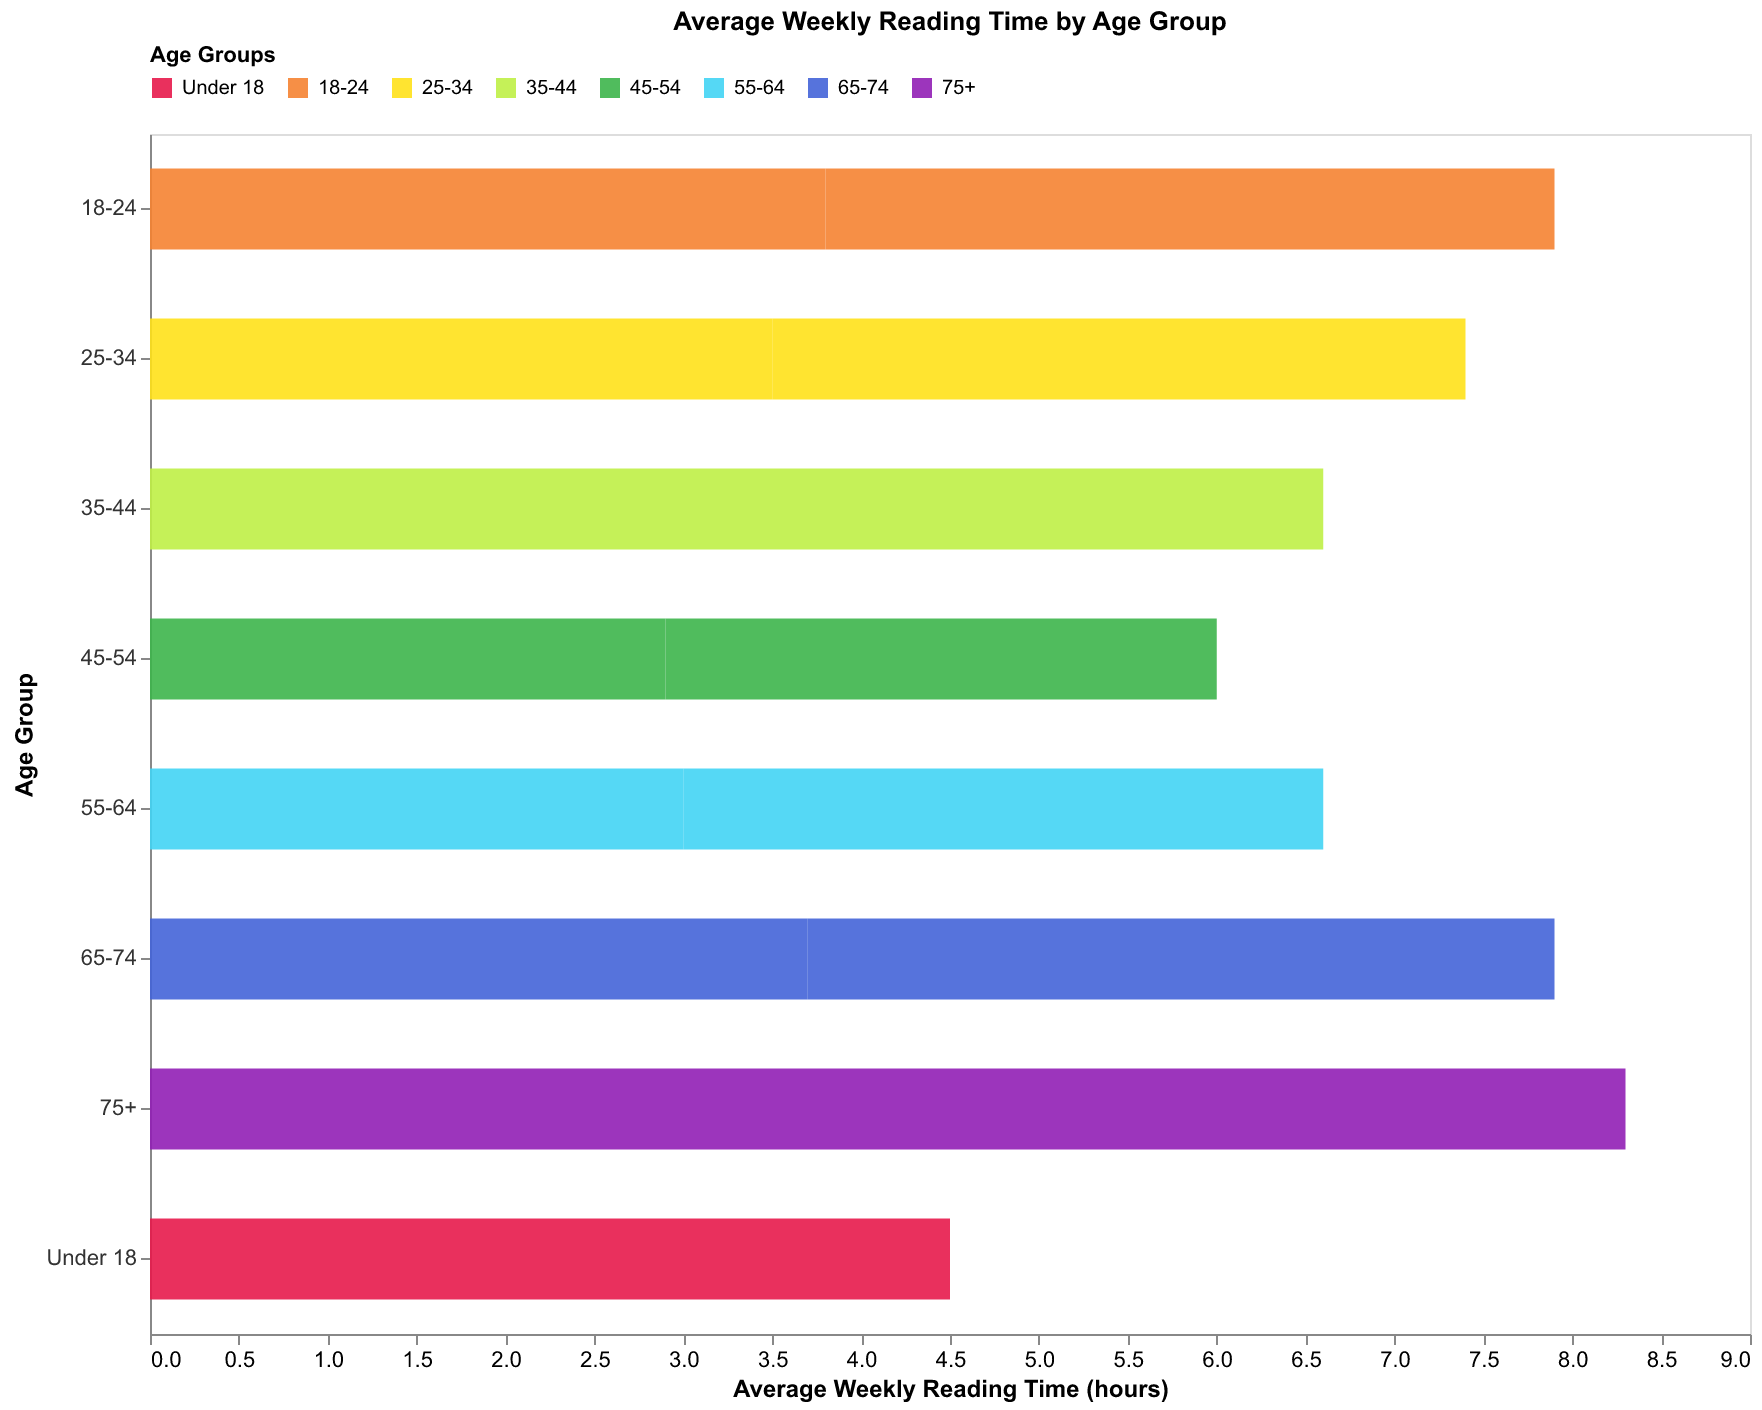 Average Weekly Reading Time by Age Group
Age Groups
Under 18 18-24 25-34 35-44 45-54 55-64 65-74 75+
18-24
25-34
35-44
45-54
55-64
65-74
75+
Under 18
Age Group
0.0 0.5 1.0 1.5 2.0 2.5 3.0 3.5 4.0 4.5 5.0 5.5 6.0 6.5 7.0 7.5 8.0 8.5 9.0
Average Weekly Reading Time (hours)